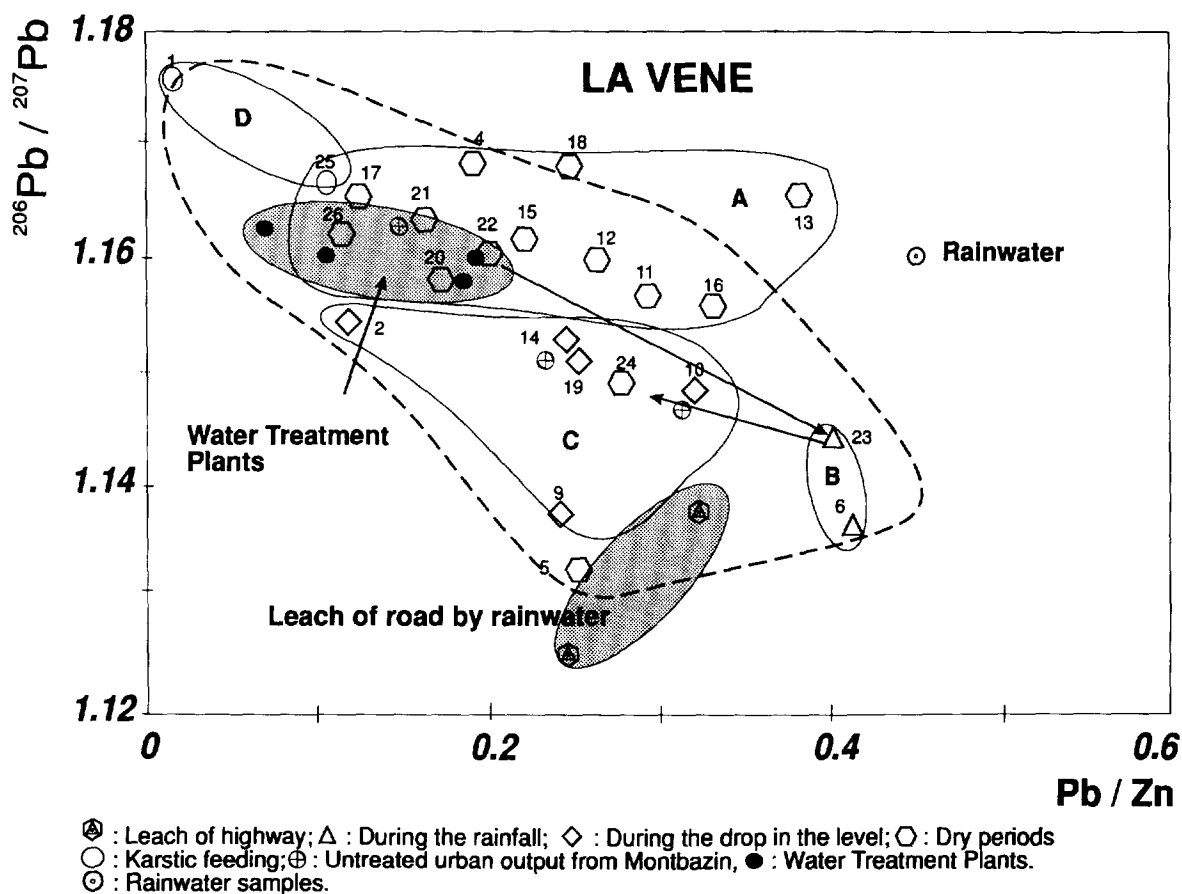 1.18
206Pb / 207Pb
LA VENE
1
D
4
18
25
17
A
21
15
13
26
22
12
Rainwater
1.16
20
11
16
2
14
24
10
19
Water Treatment
Plants
C
23
B
1.14
9
6
5
Leach of road by rainwater
1.12
0
0.2
0.4
0.6
Pb / Zn
: Leach of highway; △ : During the rainfall; ◇ : During the drop in the level; ⬡ : Dry periods
◯ : Karstic feeding; ⊕ : Untreated urban output from Montbazin, ● : Water Treatment Plants.
⊙ : Rainwater samples.